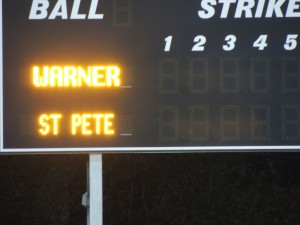 BALL STRIKE
1 2 3 4 5
WARNER
ST PETE